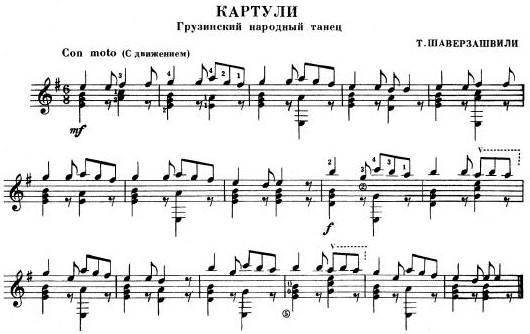 КАРТУЛИ
Грузинский народный танец
Con moto (С движением)
Т. ШАВЕРЗАШВИЛИ
mf
f